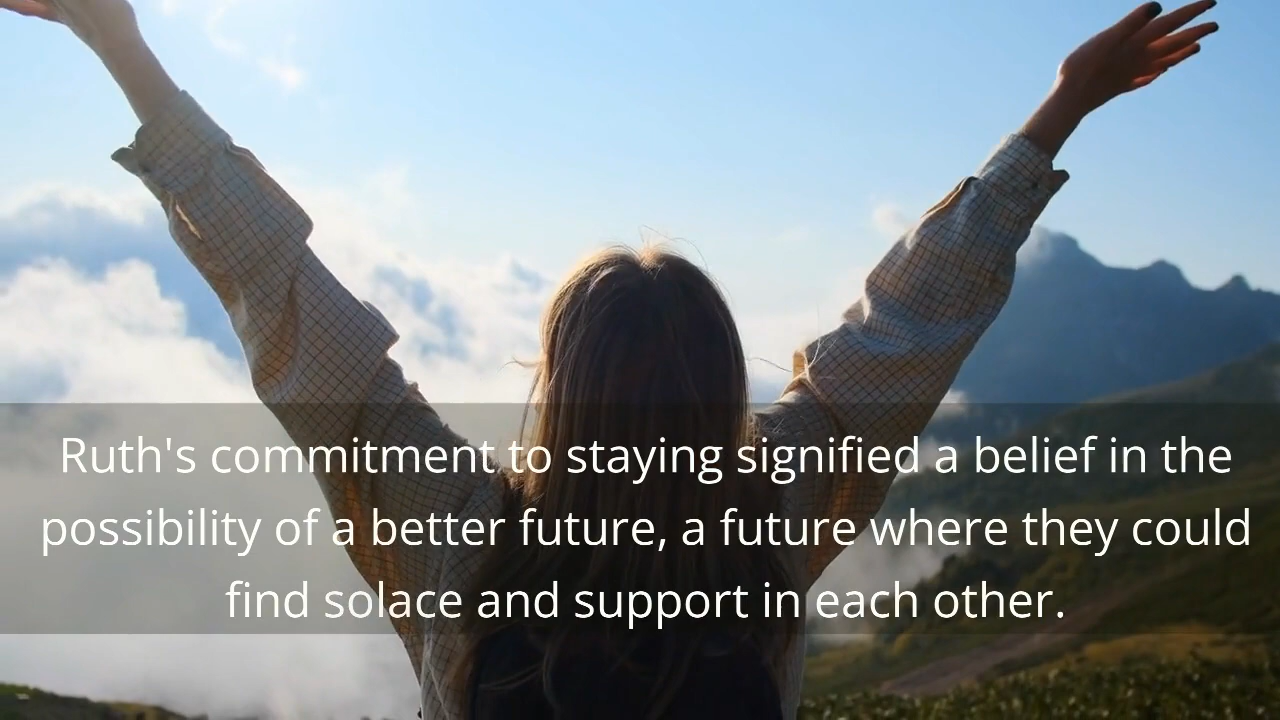 Ruth's commitment to staying signified a belief in the
possibility of a better future, a future where they could
find solace and support in each other.